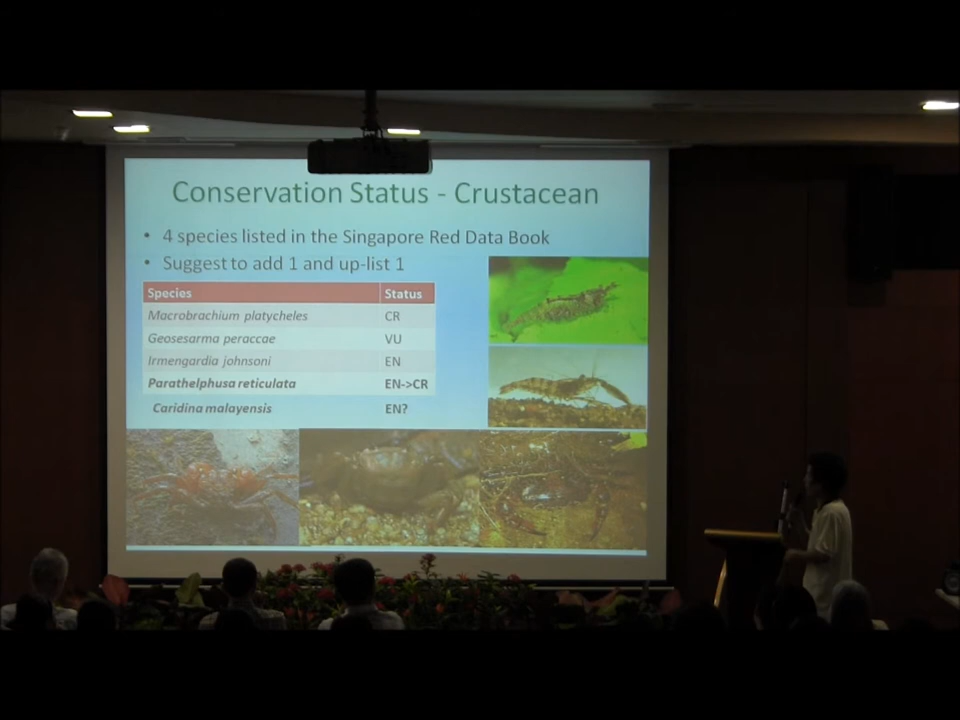 Conservation Status - Crustacean
• 4 species listed in the Singapore Red Data Book
• Suggest to add 1 and up-list 1
Species Status
Macrobrachium platycheles CR
Geosesarma peraccae VU
Irmengardia johnsoni EN
Parathelphusa reticulata EN->CR
Caridina malayensis EN?